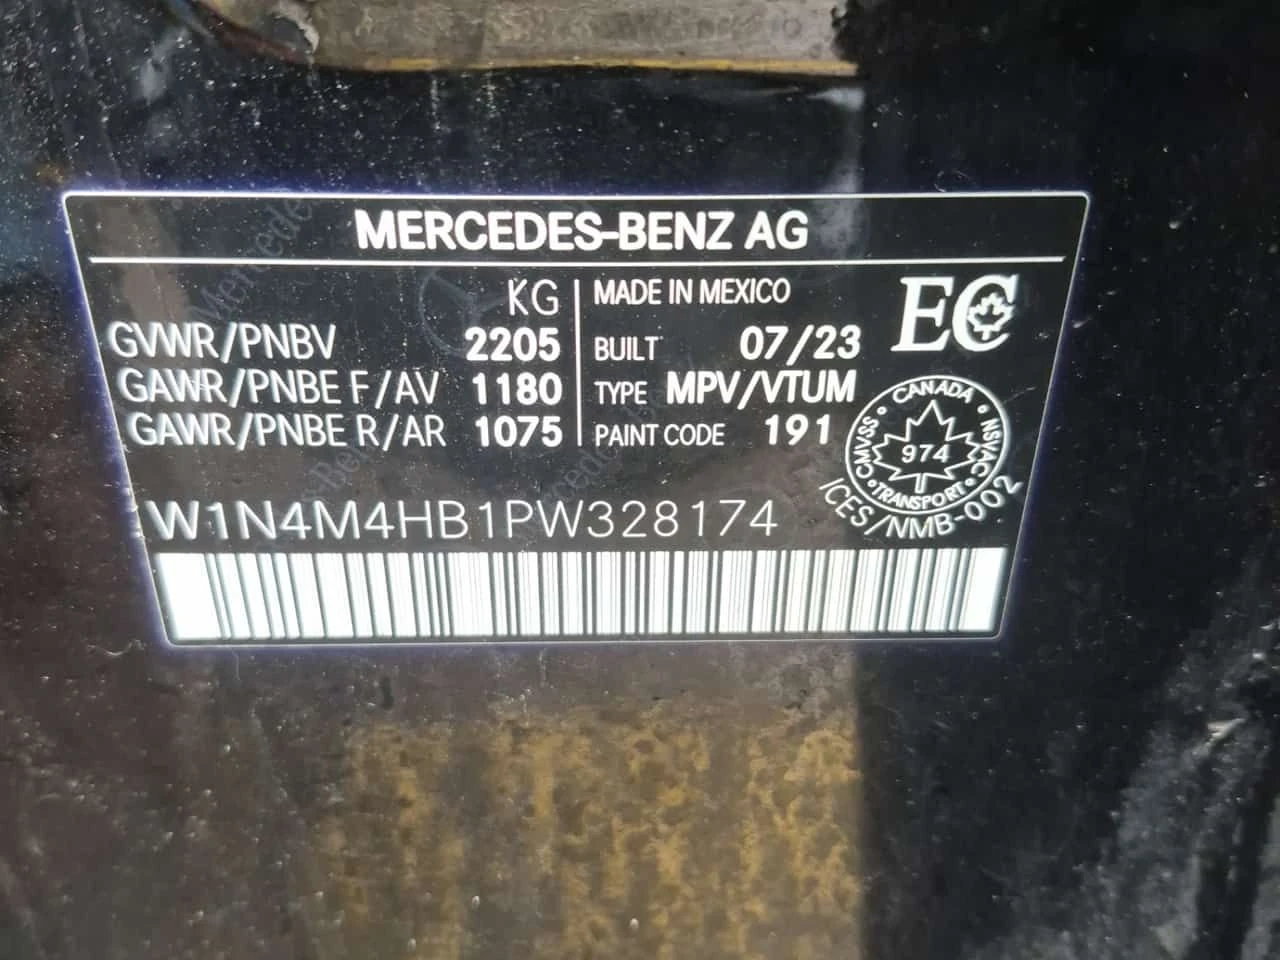 MERCEDES-BENZ AG
KG
GVWR/PNBV 2205
GAWR/PNBE F/AV 1180
GAWR/PNBE R/AR 1075
MADE IN MEXICO
BUILT 07/23
TYPE MPV/VTUM
PAINT CODE 191
EC
CANADA
CMVSS
974
NSVAC
TRANSPORT
ICES/NMB-002
W1N4M4HB1PW328174